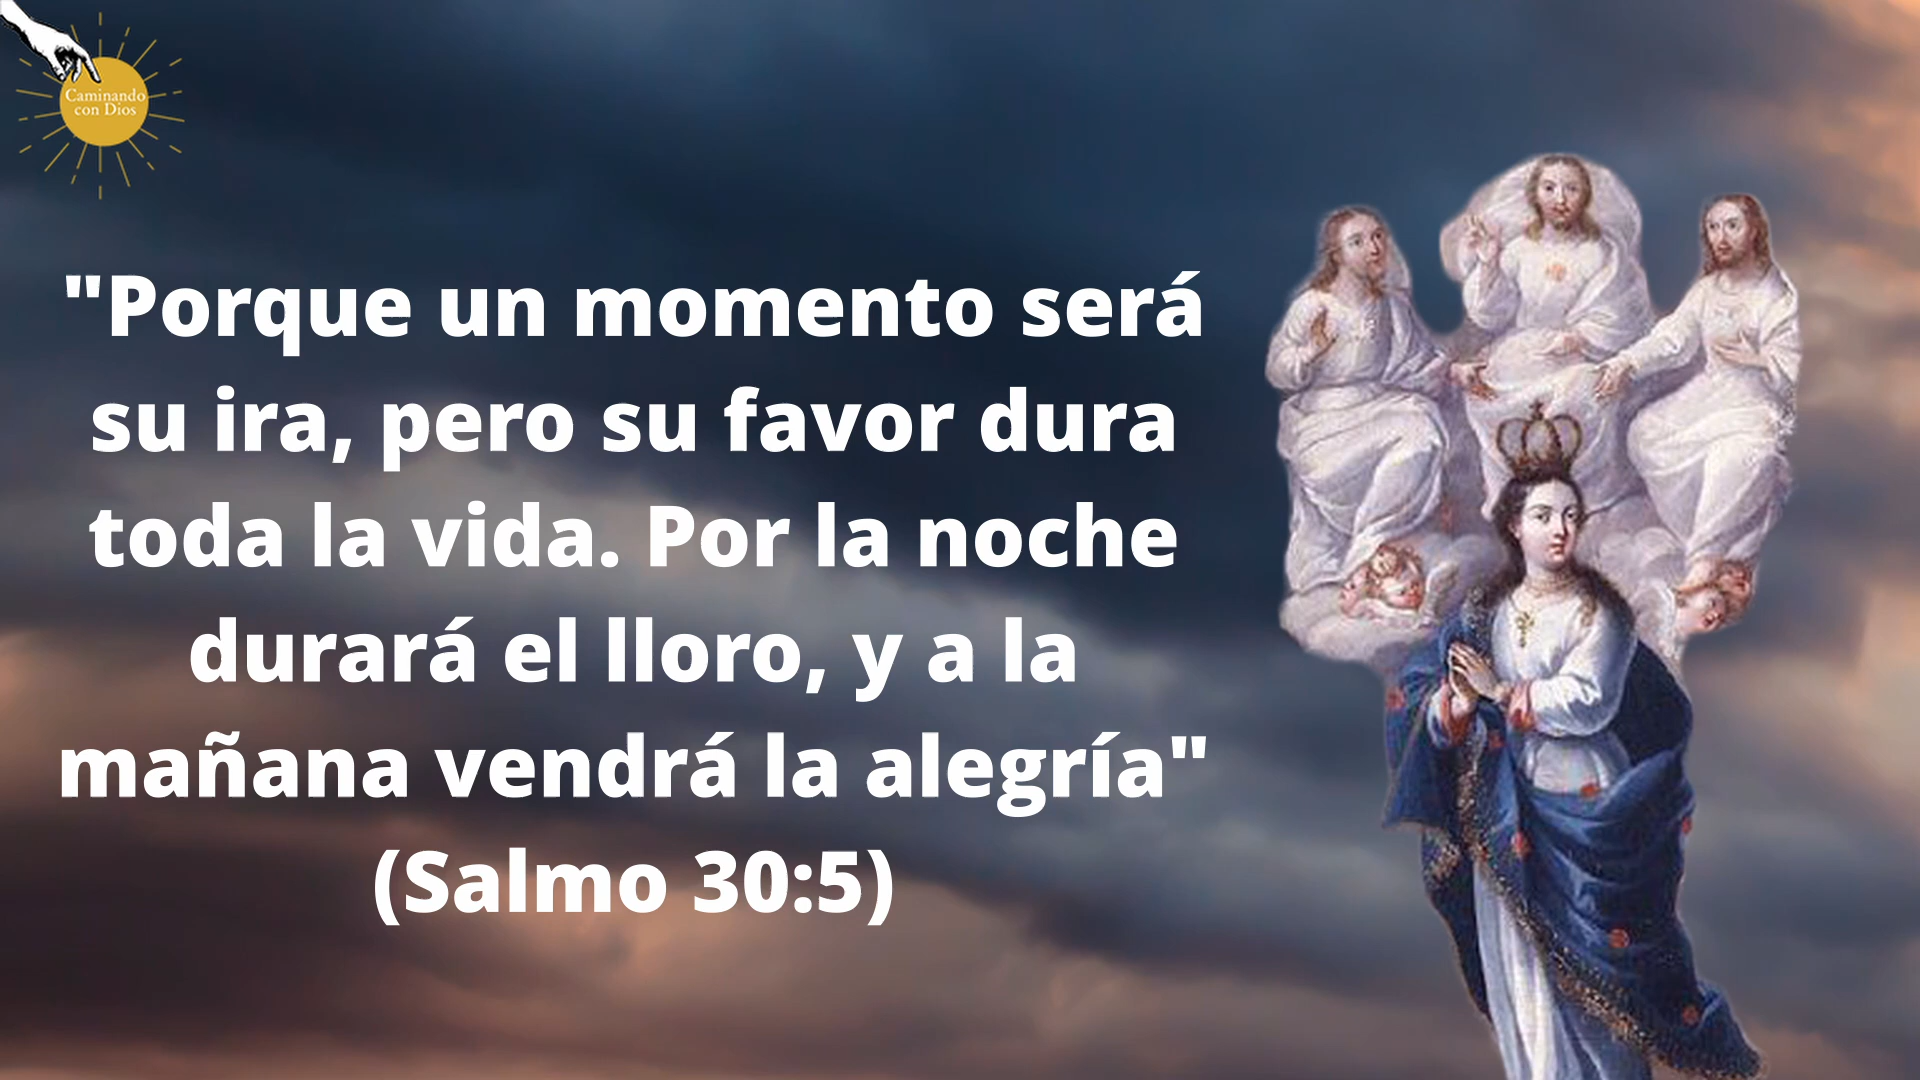 Caminando
con Dios
"Porque un momento será
su ira, pero su favor dura
toda la vida. Por la noche
durará el lloro, y a la
mañana vendrá la alegría"
(Salmo 30:5)